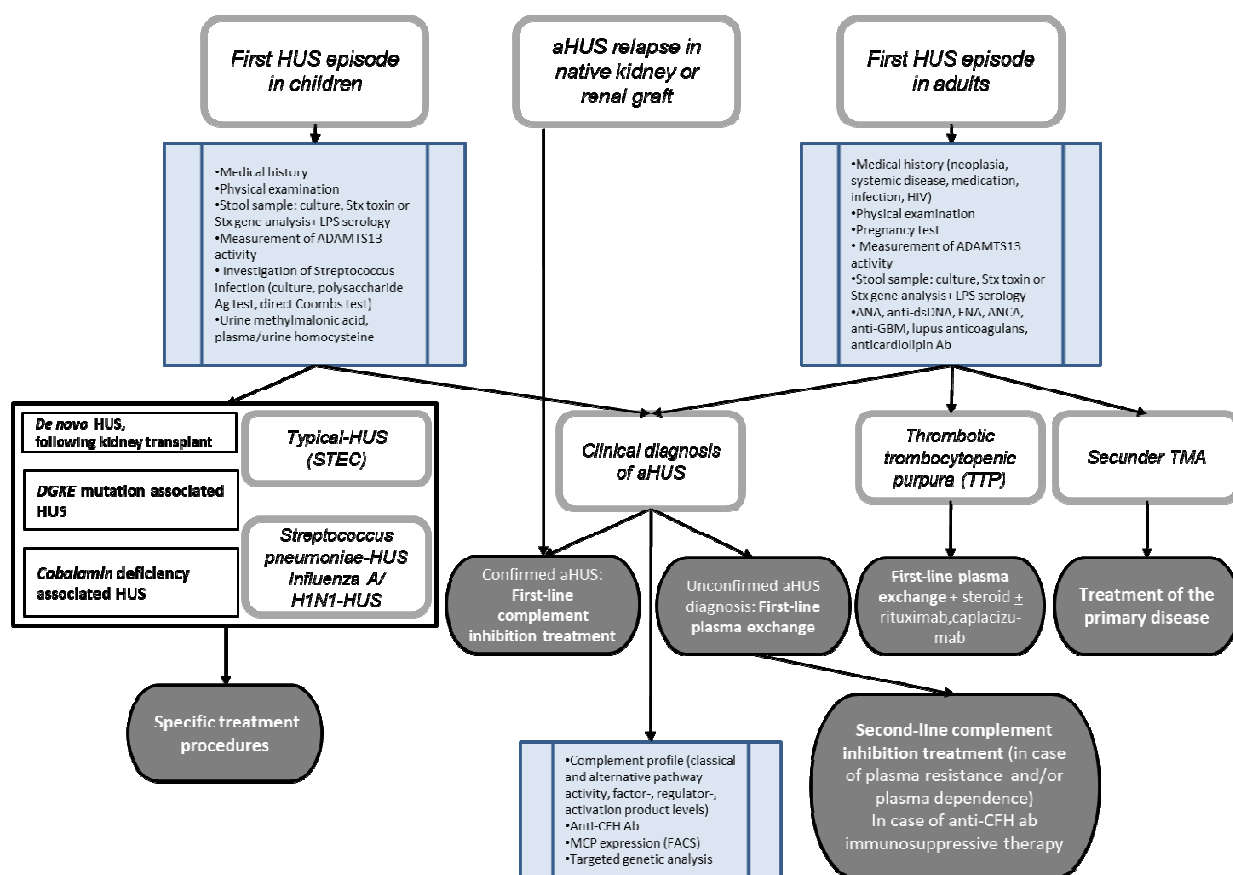 First HUS episode
in children
aHUS relapse in
native kidney or
renal graft
First HUS episode
in adults
•Medical history
•Physical examination
•Stool sample: culture, Stx toxin or
Stx gene analysis+ LPS serology
•Measurement of ADAMTS13
activity
• Investigation of Streptococcus
Infection (culture, polysaccharide
Ag test, direct Coombs test)
•Urine methylmalonic acid,
plasma/urine homocysteine
•Medical history (neoplasia,
systemic disease, medication,
infection, HIV)
•Physical examination
•Pregnancy test
• Measurement of ADAMTS13
activity
•Stool sample: culture, Stx toxin or
Stx gene analysis+ LPS serology
•ANA, anti-dsDNA, ENA, ANCA,
anti-GBM, lupus anticoagulans,
anticardiolipin Ab
De novo HUS,
following kidney transplant
DGKE mutation associated
HUS
Cobalamin deficiency
associated HUS
Typical-HUS
(STEC)
Streptococcus
pneumoniae-HUS
Influenza A/
H1N1-HUS
Clinical diagnosis
of aHUS
Thrombotic
trombocytopenic
purpura (TTP)
Secunder TMA
Confirmed aHUS:
First-line
complement
inhibition treatment
Unconfirmed aHUS
diagnosis: First-line
plasma exchange
First-line plasma
exchange + steroid ±
rituximab,caplacizu-
mab
Treatment of the
primary disease
Specific treatment
procedures
•Complement profile (classical
and alternative pathway
activity, factor-, regulator-,
activation product levels)
•Anti-CFH Ab
•MCP expression (FACS)
•Targeted genetic analysis
Second-line complement
inhibition treatment (in case
of plasma resistance and/or
plasma dependence)
In case of anti-CFH ab
immunosuppressive therapy